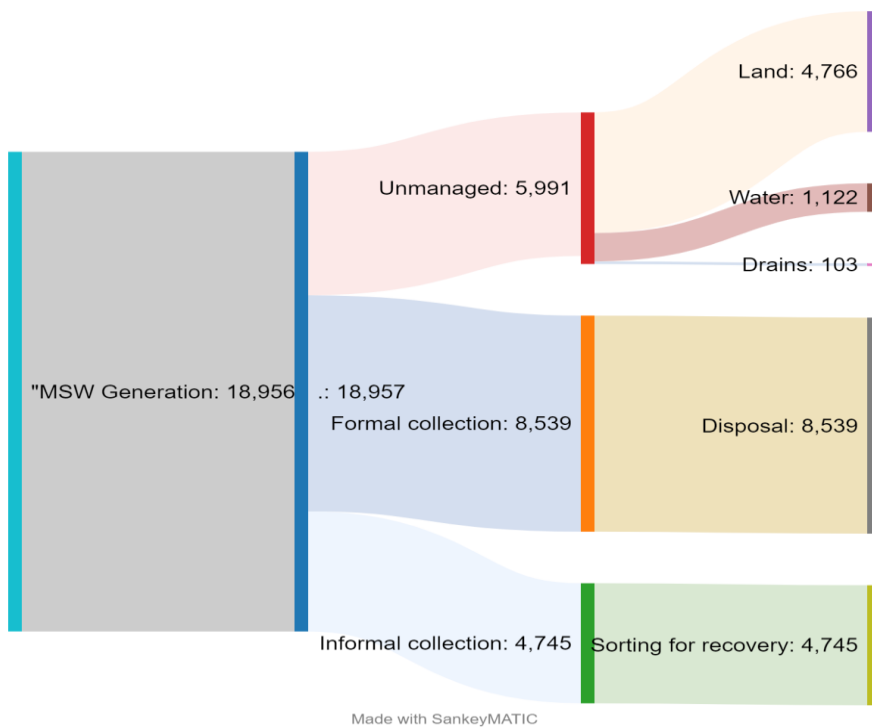 Land: 4,766
Unmanaged: 5,991
Water: 1,122
Drains: 103
"MSW Generation: 18,956
.: 18,957
Formal collection: 8,539
Disposal: 8,539
Informal collection: 4,745
Sorting for recovery: 4,745
Made with SankeyMATIC